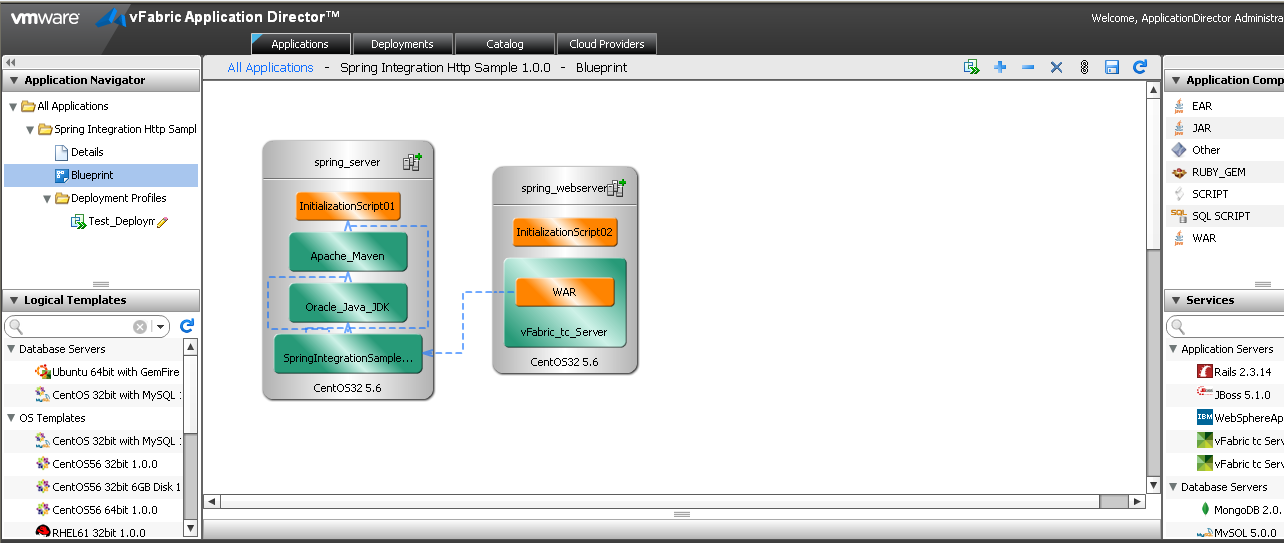 vmware vFabric Application Director™ Welcome, ApplicationDirector Administra
Applications Deployments Catalog Cloud Providers
Application Navigator
All Applications
Spring Integration Http Sampl
Details
Blueprint
Deployment Profiles
Test_Deploym
Logical Templates
Database Servers
Ubuntu 64bit with GemFire
CentOS 32bit with MySQL 1
OS Templates
CentOS 32bit with MySQL 1
CentOS56 32bit 1.0.0
CentOS56 32bit 6GB Disk 1
CentOS56 64bit 1.0.0
RHEL61 32bit 1.0.0
All Applications - Spring Integration Http Sample 1.0.0 - Blueprint
spring_server
InitializationScript01
Apache_Maven
Oracle_Java_JDK
SpringIntegrationSample...
CentOS32 5.6
spring_webserver
InitializationScript02
WAR
vFabric_tc_Server
CentOS32 5.6
Application Comp
EAR
JAR
Other
RUBY_GEM
SCRIPT
SQL SQL SCRIPT
WAR
Services
Application Servers
Rails 2.3.14
JBoss 5.1.0
IBM WebSphereAp
vFabric tc Serv
vFabric tc Serv
Database Servers
MongoDB 2.0.
MySQL 5.0.0